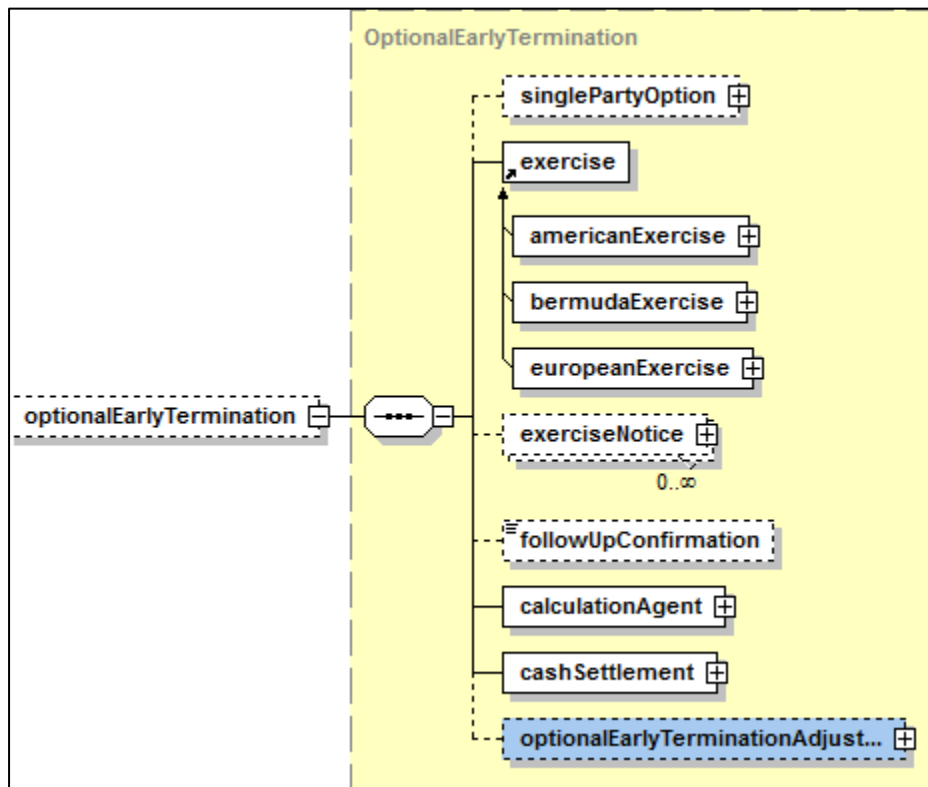 OptionalEarlyTermination
singlePartyOption
exercise
americanExercise
bermudaExercise
europeanExercise
optionalEarlyTermination
exerciseNotice
0..∞
followUpConfirmation
calculationAgent
cashSettlement
optionalEarlyTerminationAdjust...